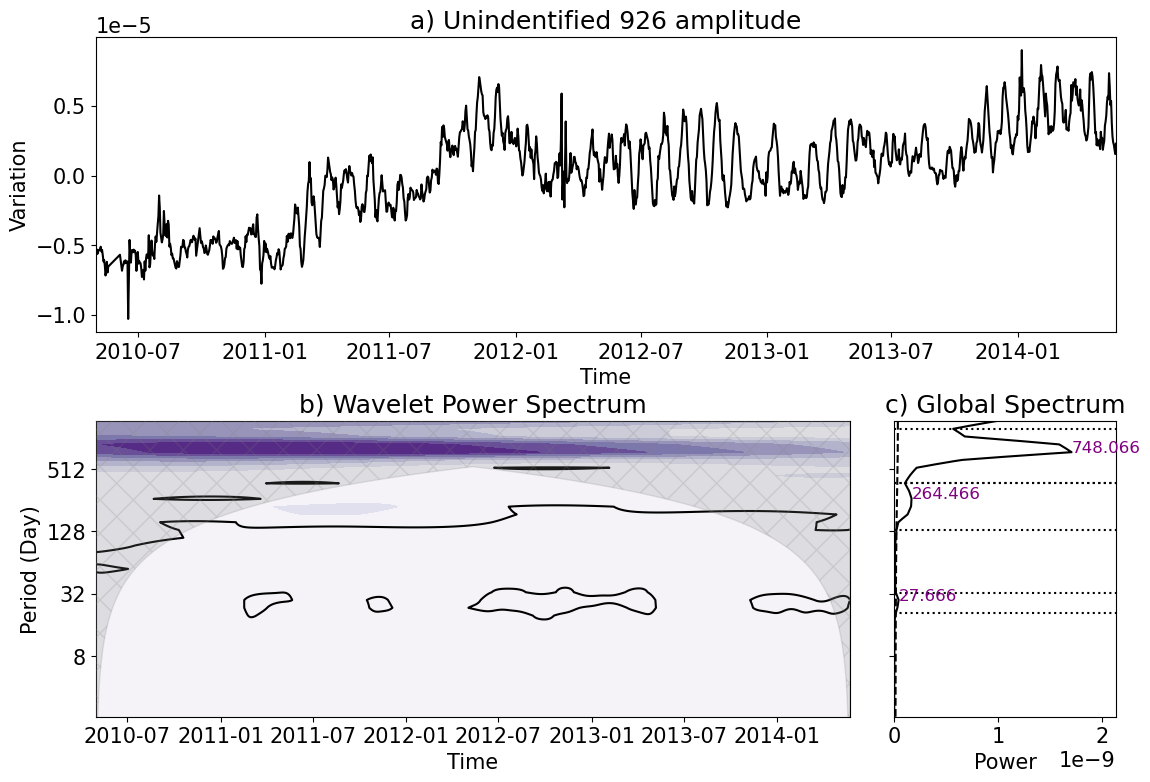 a) Unidentified 926 amplitude
1e−5
Variation
0.5
0.0
−0.5
−1.0
2010-07 2011-01 2011-07 2012-01 2012-07 2013-01 2013-07 2014-01
Time
b) Wavelet Power Spectrum
Period (Day)
512
128
32
8
2010-07 2011-01 2011-07 2012-01 2012-07 2013-01 2013-07 2014-01
Time
c) Global Spectrum
748.066
264.466
27.666
0 1 2
Power 1e−9